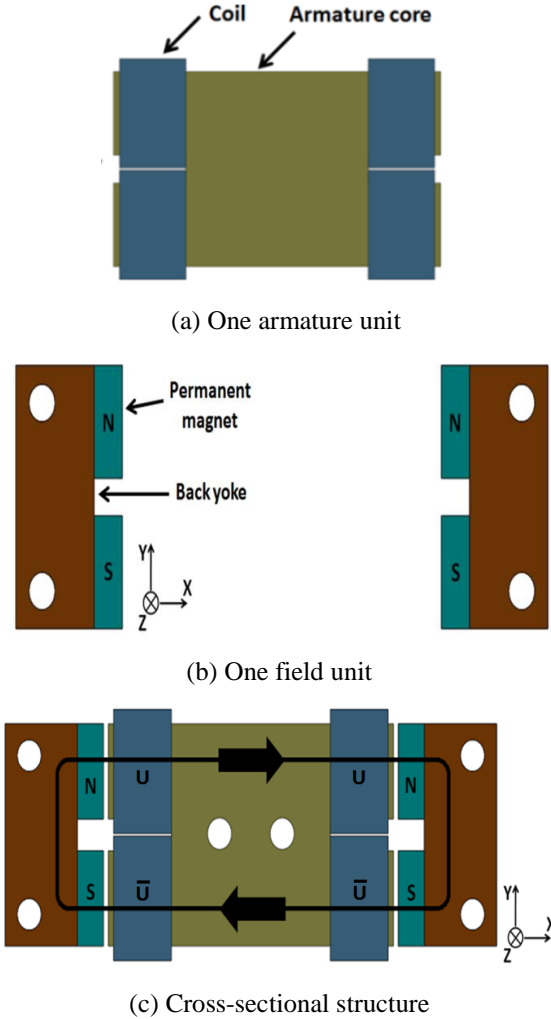 Coil Armature core
(a) One armature unit
Permanent
magnet
N N
Back yoke
S S
Y
X
Z
(b) One field unit
N U U N
S Ū Ū S
Y
X
Z
(c) Cross-sectional structure